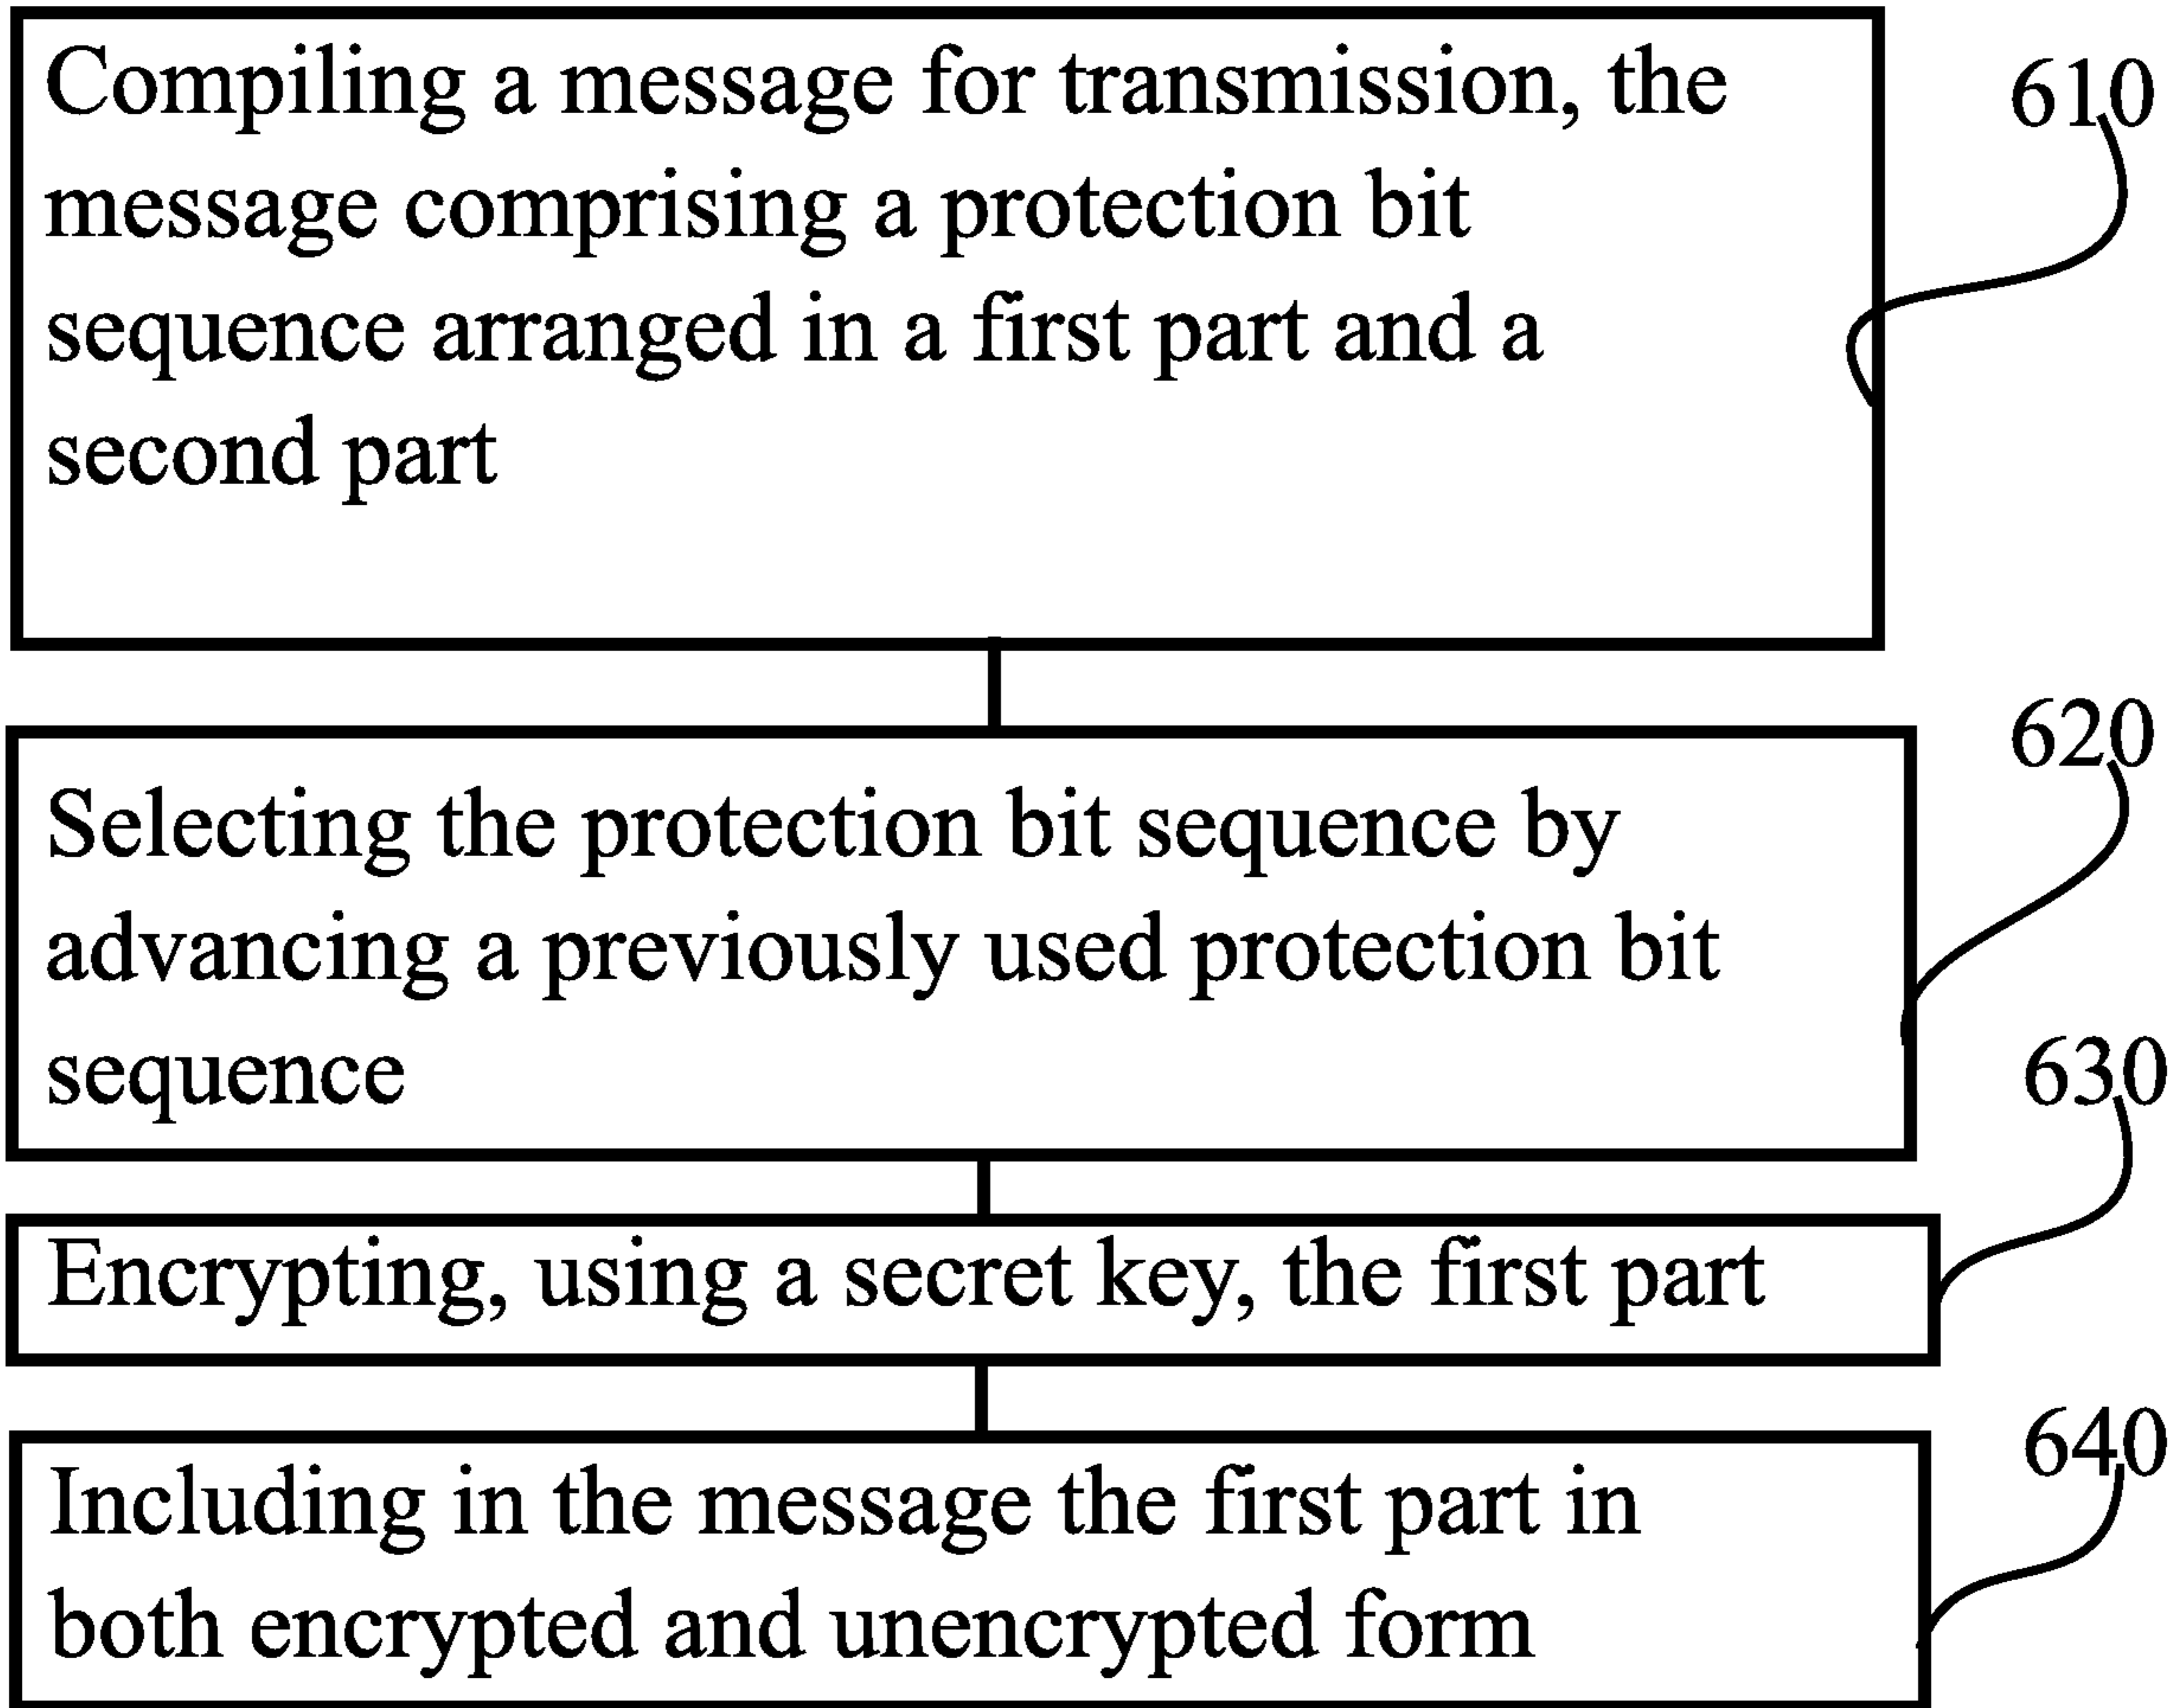 Compiling a message for transmission, the
610
message comprising a protection bit
sequence arranged in a first part and a
second part
620
Selecting the protection bit sequence by
advancing a previously used protection bit
sequence
630
Encrypting, using a secret key, the first part
640
Including in the message the first part in
both encrypted and unencrypted form